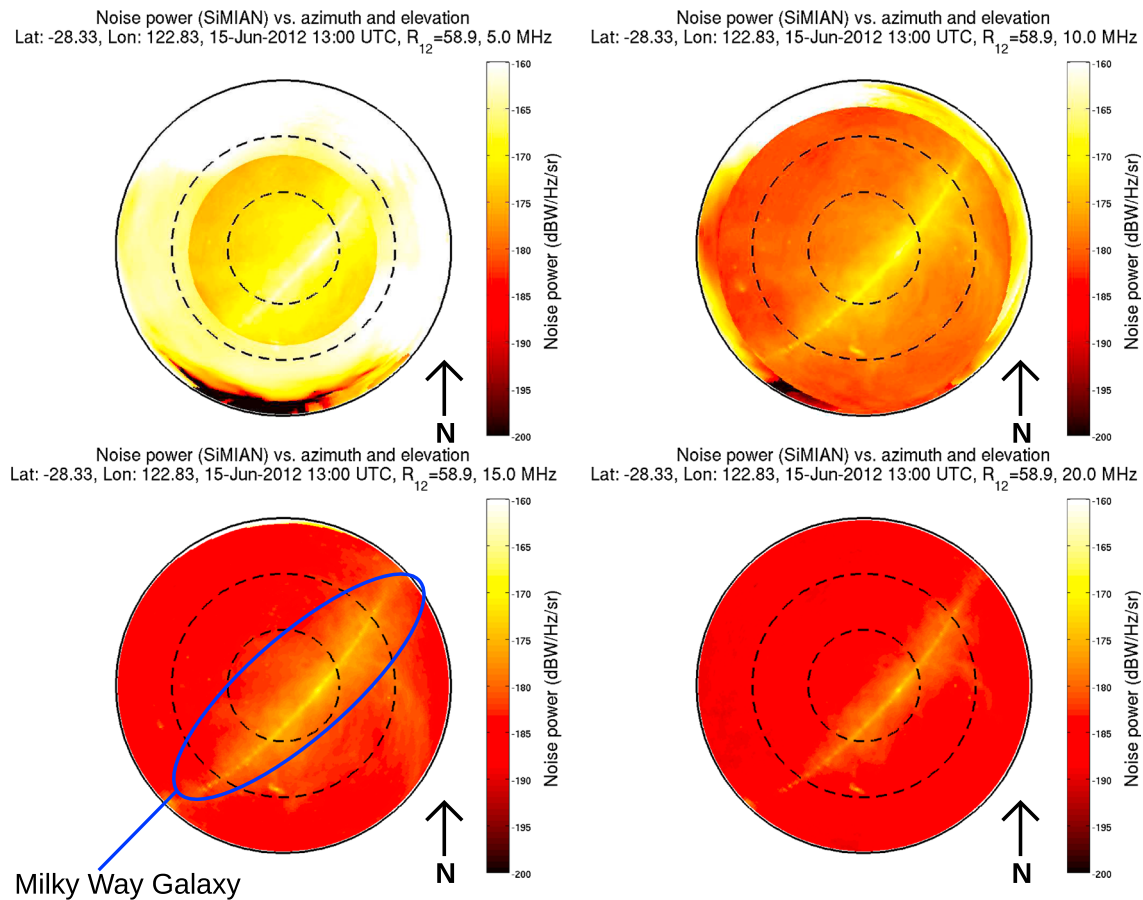 Noise power (SiMIAN) vs. azimuth and elevation
Lat: -28.33, Lon: 122.83, 15-Jun-2012 13:00 UTC, R12=58.9, 5.0 MHz
-160
-165
-170
-175
-180
-185
-190
-195
-200
Noise power (dBW/Hz/sr)
N
Noise power (SiMIAN) vs. azimuth and elevation
Lat: -28.33, Lon: 122.83, 15-Jun-2012 13:00 UTC, R12=58.9, 10.0 MHz
-160
-165
-170
-175
-180
-185
-190
-195
-200
Noise power (dBW/Hz/sr)
N
Noise power (SiMIAN) vs. azimuth and elevation
Lat: -28.33, Lon: 122.83, 15-Jun-2012 13:00 UTC, R12=58.9, 15.0 MHz
-160
-165
-170
-175
-180
-185
-190
-195
-200
Noise power (dBW/Hz/sr)
N
Milky Way Galaxy
Noise power (SiMIAN) vs. azimuth and elevation
Lat: -28.33, Lon: 122.83, 15-Jun-2012 13:00 UTC, R12=58.9, 20.0 MHz
-160
-165
-170
-175
-180
-185
-190
-195
-200
Noise power (dBW/Hz/sr)
N